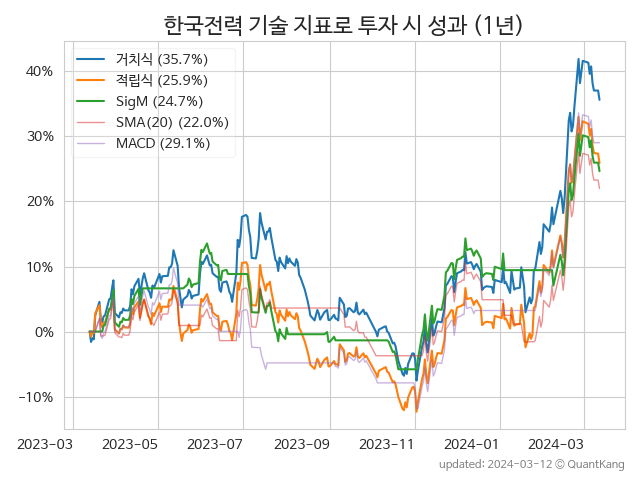 한국전력 기술 지표로 투자 시 성과 (1년)
거치식 (35.7%)
적립식 (25.9%)
SigM (24.7%)
SMA(20) (22.0%)
MACD (29.1%)
40%
30%
20%
10%
0%
−10%
2023-03 2023-05 2023-07 2023-09 2023-11 2024-01 2024-03
updated: 2024-03-12 © QuantKang